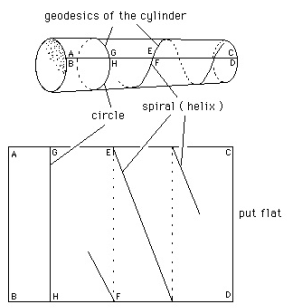 geodesics of the cylinder
A G E C
B H F D
circle
spiral ( helix )
A G E C
put flat
B H F D